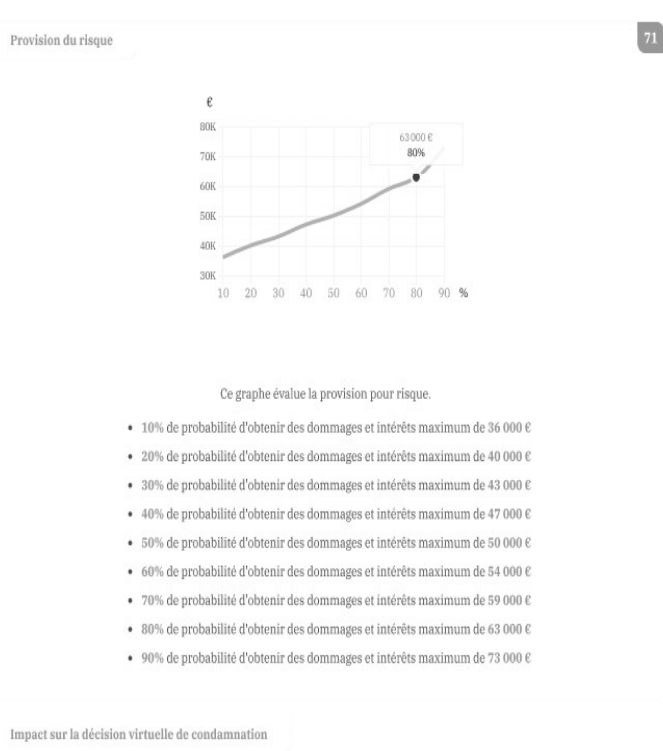 Provision du risque
71
€
80K
63 000 €
80%
70K
60K
50K
40K
30K
10 20 30 40 50 60 70 80 90 %
Ce graphe évalue la provision pour risque.
• 10% de probabilité d'obtenir des dommages et intérêts maximum de 36 000 €
• 20% de probabilité d'obtenir des dommages et intérêts maximum de 40 000 €
• 30% de probabilité d'obtenir des dommages et intérêts maximum de 43 000 €
• 40% de probabilité d'obtenir des dommages et intérêts maximum de 47 000 €
• 50% de probabilité d'obtenir des dommages et intérêts maximum de 50 000 €
• 60% de probabilité d'obtenir des dommages et intérêts maximum de 54 000 €
• 70% de probabilité d'obtenir des dommages et intérêts maximum de 59 000 €
• 80% de probabilité d'obtenir des dommages et intérêts maximum de 63 000 €
• 90% de probabilité d'obtenir des dommages et intérêts maximum de 73 000 €
Impact sur la décision virtuelle de condamnation